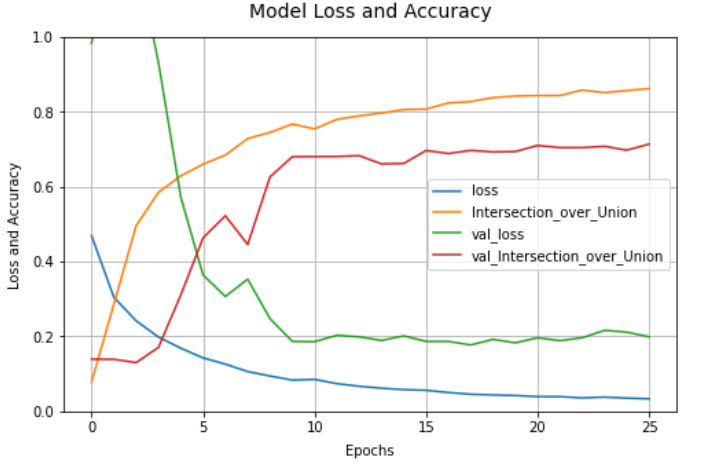 Model Loss and Accuracy
1.0
0.8
0.6
0.4
0.2
0.0
Loss and Accuracy
loss
Intersection_over_Union
val_loss
val_Intersection_over_Union
0 5 10 15 20 25
Epochs